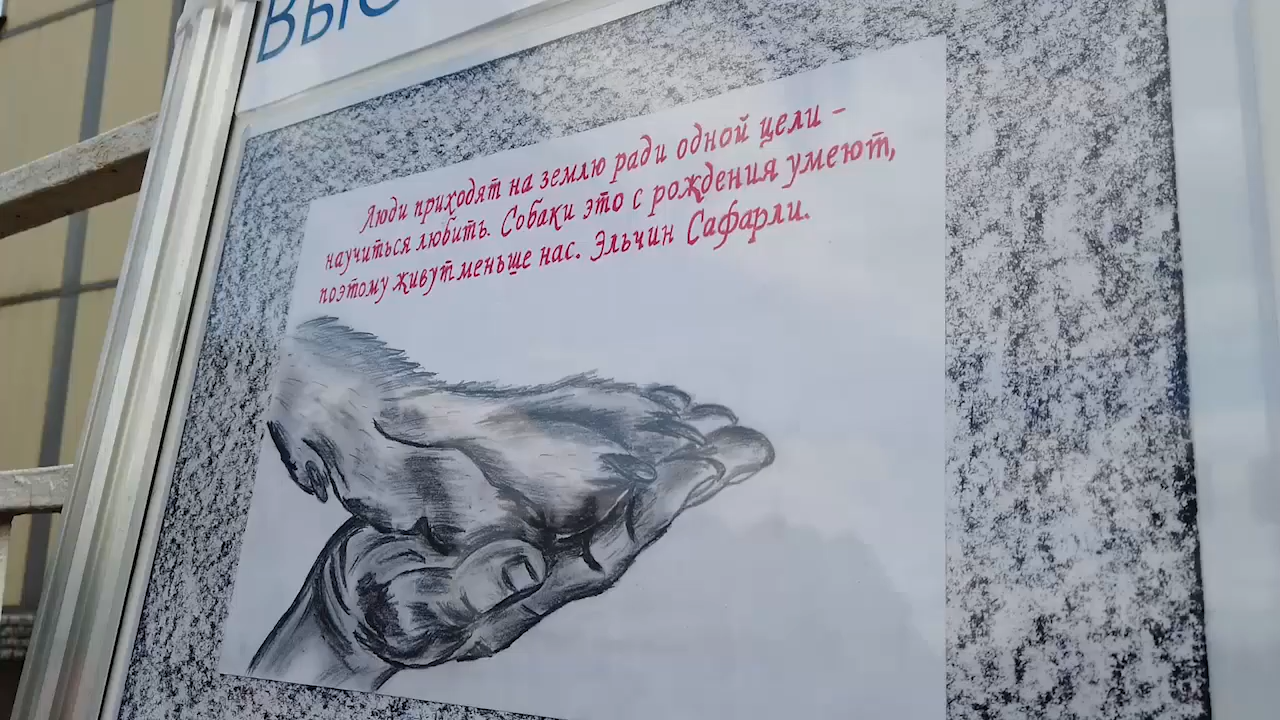 Люди приходят на землю ради одной цели -
научиться любить. Собаки это с рождения умеют,
поэтому живут меньше нас. Эльчин Сафарли.